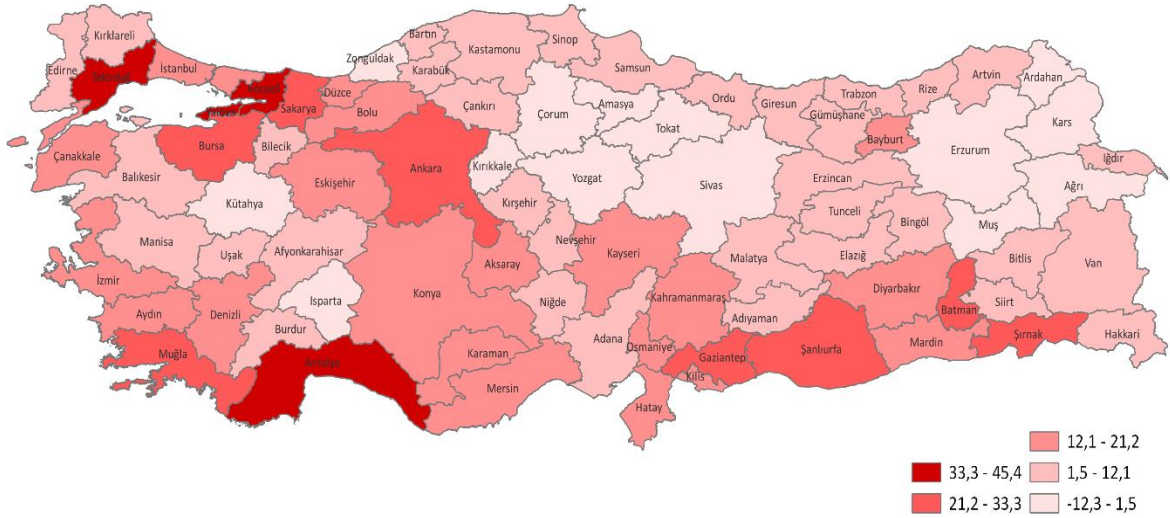 Kırklareli
Edirne
Tekirdağ
İstanbul
Kocaeli
Yalova
Sakarya
Düzce
Zonguldak
Bartın
Karabük
Kastamonu
Sinop
Samsun
Bolu
Çankırı
Çorum
Amasya
Tokat
Ordu
Giresun
Gümüşhane
Trabzon
Rize
Artvin
Ardahan
Kars
Bayburt
Erzurum
Iğdır
Ağrı
Çanakkale
Bursa
Bilecik
Balıkesir
Kütahya
Eskişehir
Ankara
Kırıkkale
Yozgat
Kırşehir
Sivas
Erzincan
Tunceli
Bingöl
Muş
Manisa
Uşak
Afyonkarahisar
Nevşehir
Aksaray
Kayseri
Malatya
Elazığ
Bitlis
Van
İzmir
Isparta
Konya
Niğde
Kahramanmaraş
Adıyaman
Diyarbakır
Batman
Siirt
Aydın
Denizli
Burdur
Muğla
Antalya
Karaman
Mersin
Adana
Osmaniye
Gaziantep
Kilis
Şanlıurfa
Mardin
Şırnak
Hakkari
Hatay
12,1 - 21,2
33,3 - 45,4
1,5 - 12,1
21,2 - 33,3
-12,3 - 1,5